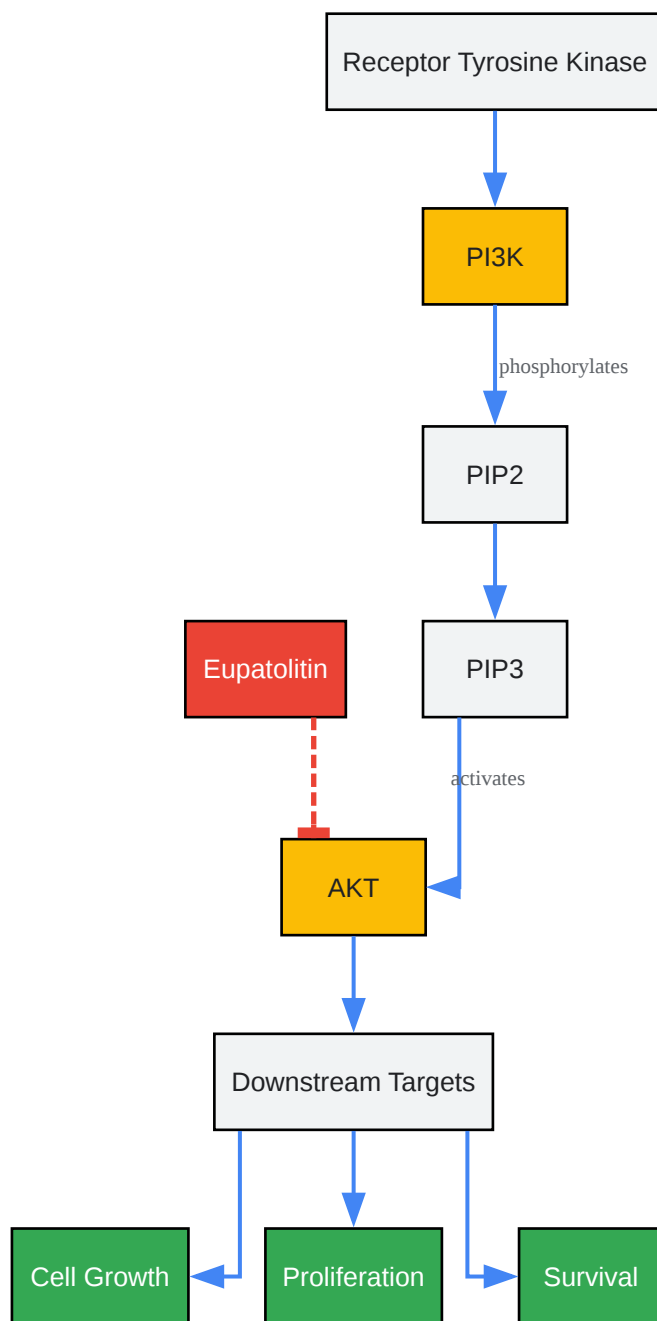 Receptor Tyrosine Kinase
PI3K
phosphorylates
PIP2
Eupatolitin
PIP3
activates
AKT
Downstream Targets
Cell Growth
Proliferation
Survival